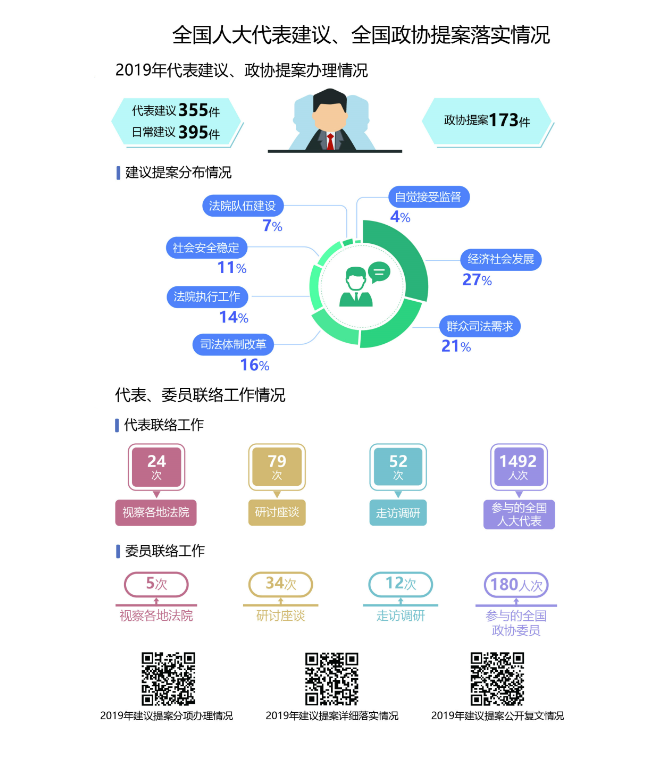 全国人大代表建议、全国政协提案落实情况
2019年代表建议、政协提案办理情况
代表建议355件
日常建议395件
政协提案173件
建议提案分布情况
法院队伍建设
7%
自觉接受监督
4%
社会安全稳定
11%
经济社会发展
27%
法院执行工作
14%
群众司法需求
21%
司法体制改革
16%
代表、委员联络工作情况
代表联络工作
24
次
视察各地法院
79
次
研讨座谈
52
次
走访调研
1492
人次
参与的全国
人大代表
委员联络工作
5次
视察各地法院
34次
研讨座谈
12次
走访调研
180人次
参与的全国
政协委员
2019年建议提案分项办理情况
2019年建议提案详细落实情况
2019年建议提案公开复文情况